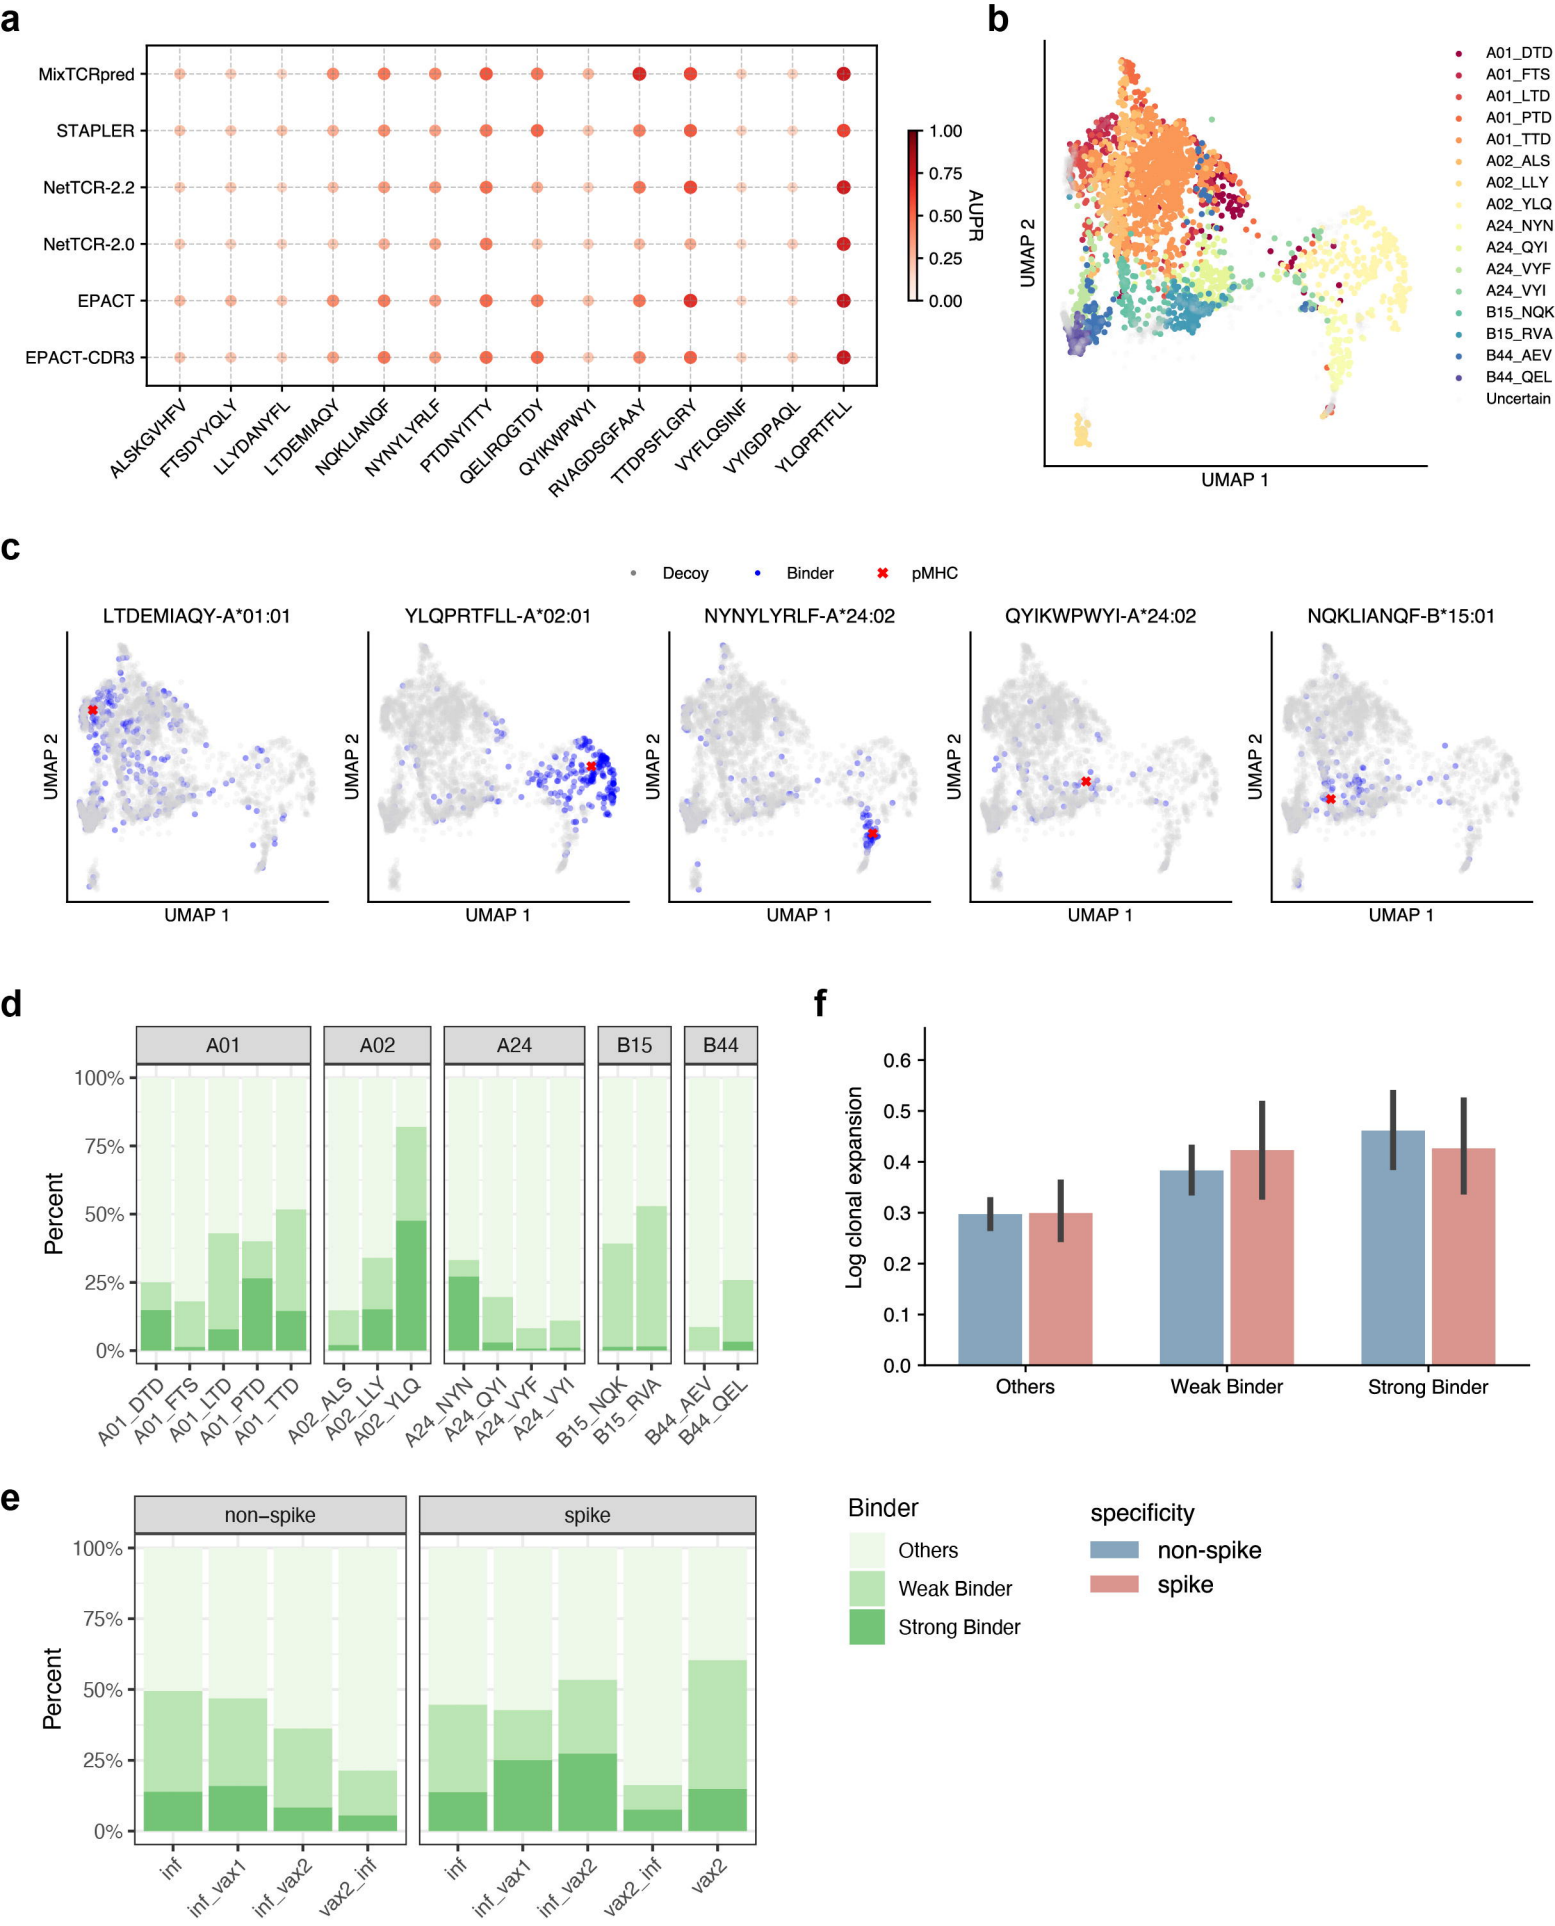 a
MixTCRpred
STAPLER
NetTCR-2.2
NetTCR-2.0
EPACT
EPACT-CDR3
ALSKGVHFV
FTSDYYQLY
LLYDANYFL
LTDEMIAQY
NQKLIANQF
NYNYLYRLF
PTDNYITTY
QELIRQGTDY
QYIKWPWYI
RVAGDSGFAAY
TTDPSFLGRY
VYFLQSINF
VYIGDPAQL
YLQPRTFLL
1.00
0.75
0.50
0.25
0.00
AUPR
b
UMAP 2
UMAP 1
A01_DTD
A01_FTS
A01_LTD
A01_PTD
A01_TTD
A02_ALS
A02_LLY
A02_YLQ
A24_NYN
A24_QYI
A24_VYF
A24_VYI
B15_NQK
B15_RVA
B44_AEV
B44_QEL
Uncertain
c
Decoy Binder pMHC
LTDEMIAQY-A*01:01 YLQPRTFLL-A*02:01 NYNYLYRLF-A*24:02 QYIKWPWYI-A*24:02 NQKLIANQF-B*15:01
UMAP 2 UMAP 2 UMAP 2 UMAP 2 UMAP 2
UMAP 1 UMAP 1 UMAP 1 UMAP 1 UMAP 1
d
A01 A02 A24 B15 B44
Percent
100%
75%
50%
25%
0%
A01_DTD
A01_FTS
A01_LTD
A01_PTD
A01_TTD
A02_ALS
A02_LLY
A02_YLQ
A24_NYN
A24_QYI
A24_VYF
A24_VYI
B15_NQK
B15_RVA
B44_AEV
B44_QEL
f
Log clonal expansion
0.6
0.5
0.4
0.3
0.2
0.1
0.0
Others Weak Binder Strong Binder
e
non-spike spike
Percent
100%
75%
50%
25%
0%
inf
inf_vax1
inf_vax2
vax2_inf
inf
inf_vax1
inf_vax2
vax2_inf
vax2
Binder
Others
Weak Binder
Strong Binder
specificity
non-spike
spike